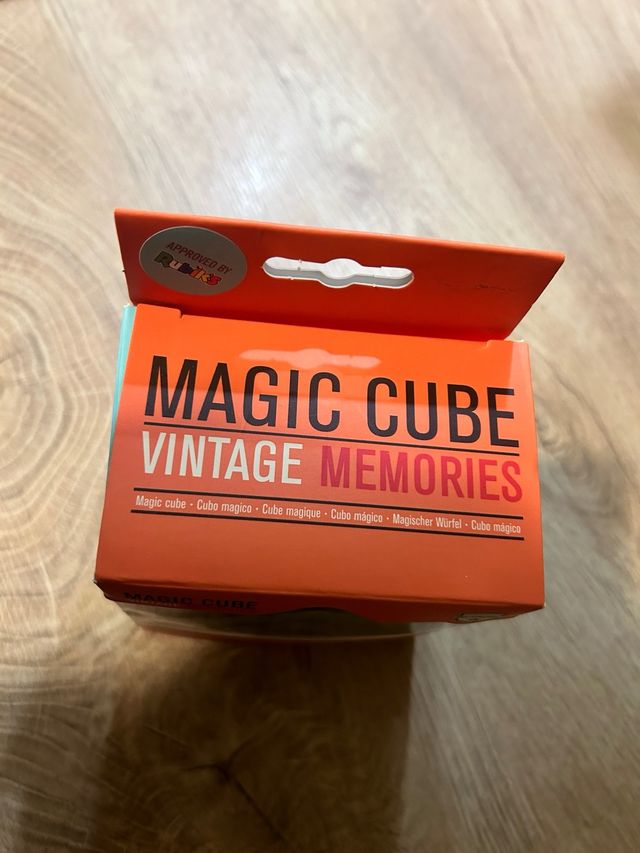 APPROVED BY
Rubik's
MAGIC CUBE
VINTAGE MEMORIES
Magic cube · Cubo magico · Cube magique · Cubo mágico · Magischer Würfel · Cubo mágico
MAGIC CUBE